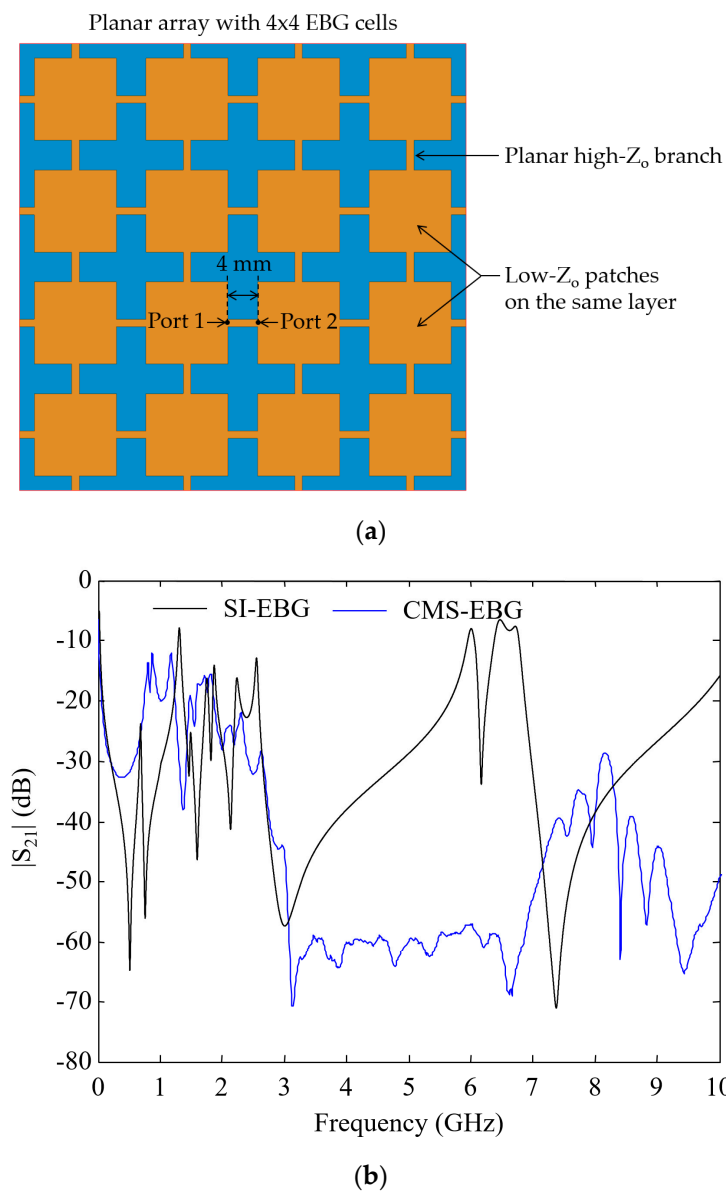 Planar array with 4x4 EBG cells
Planar high-Zₒ branch
4 mm
Low-Zₒ patches
on the same layer
Port 1
Port 2
(a)
0
-10
-20
-30
-40
-50
-60
-70
-80
|S₂₁| (dB)
SI-EBG
CMS-EBG
0 1 2 3 4 5 6 7 8 9 10
Frequency (GHz)
(b)